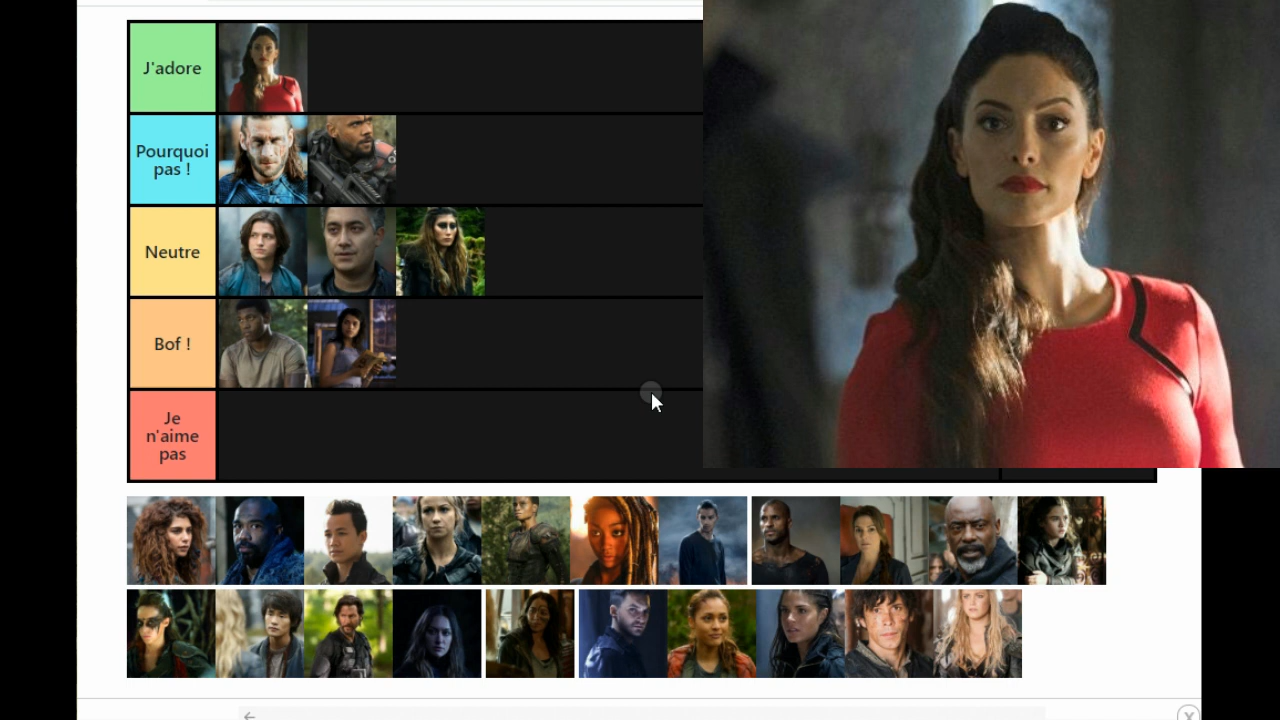 J'adore
Pourquoi
pas !
Neutre
Bof !
Je
n'aime
pas